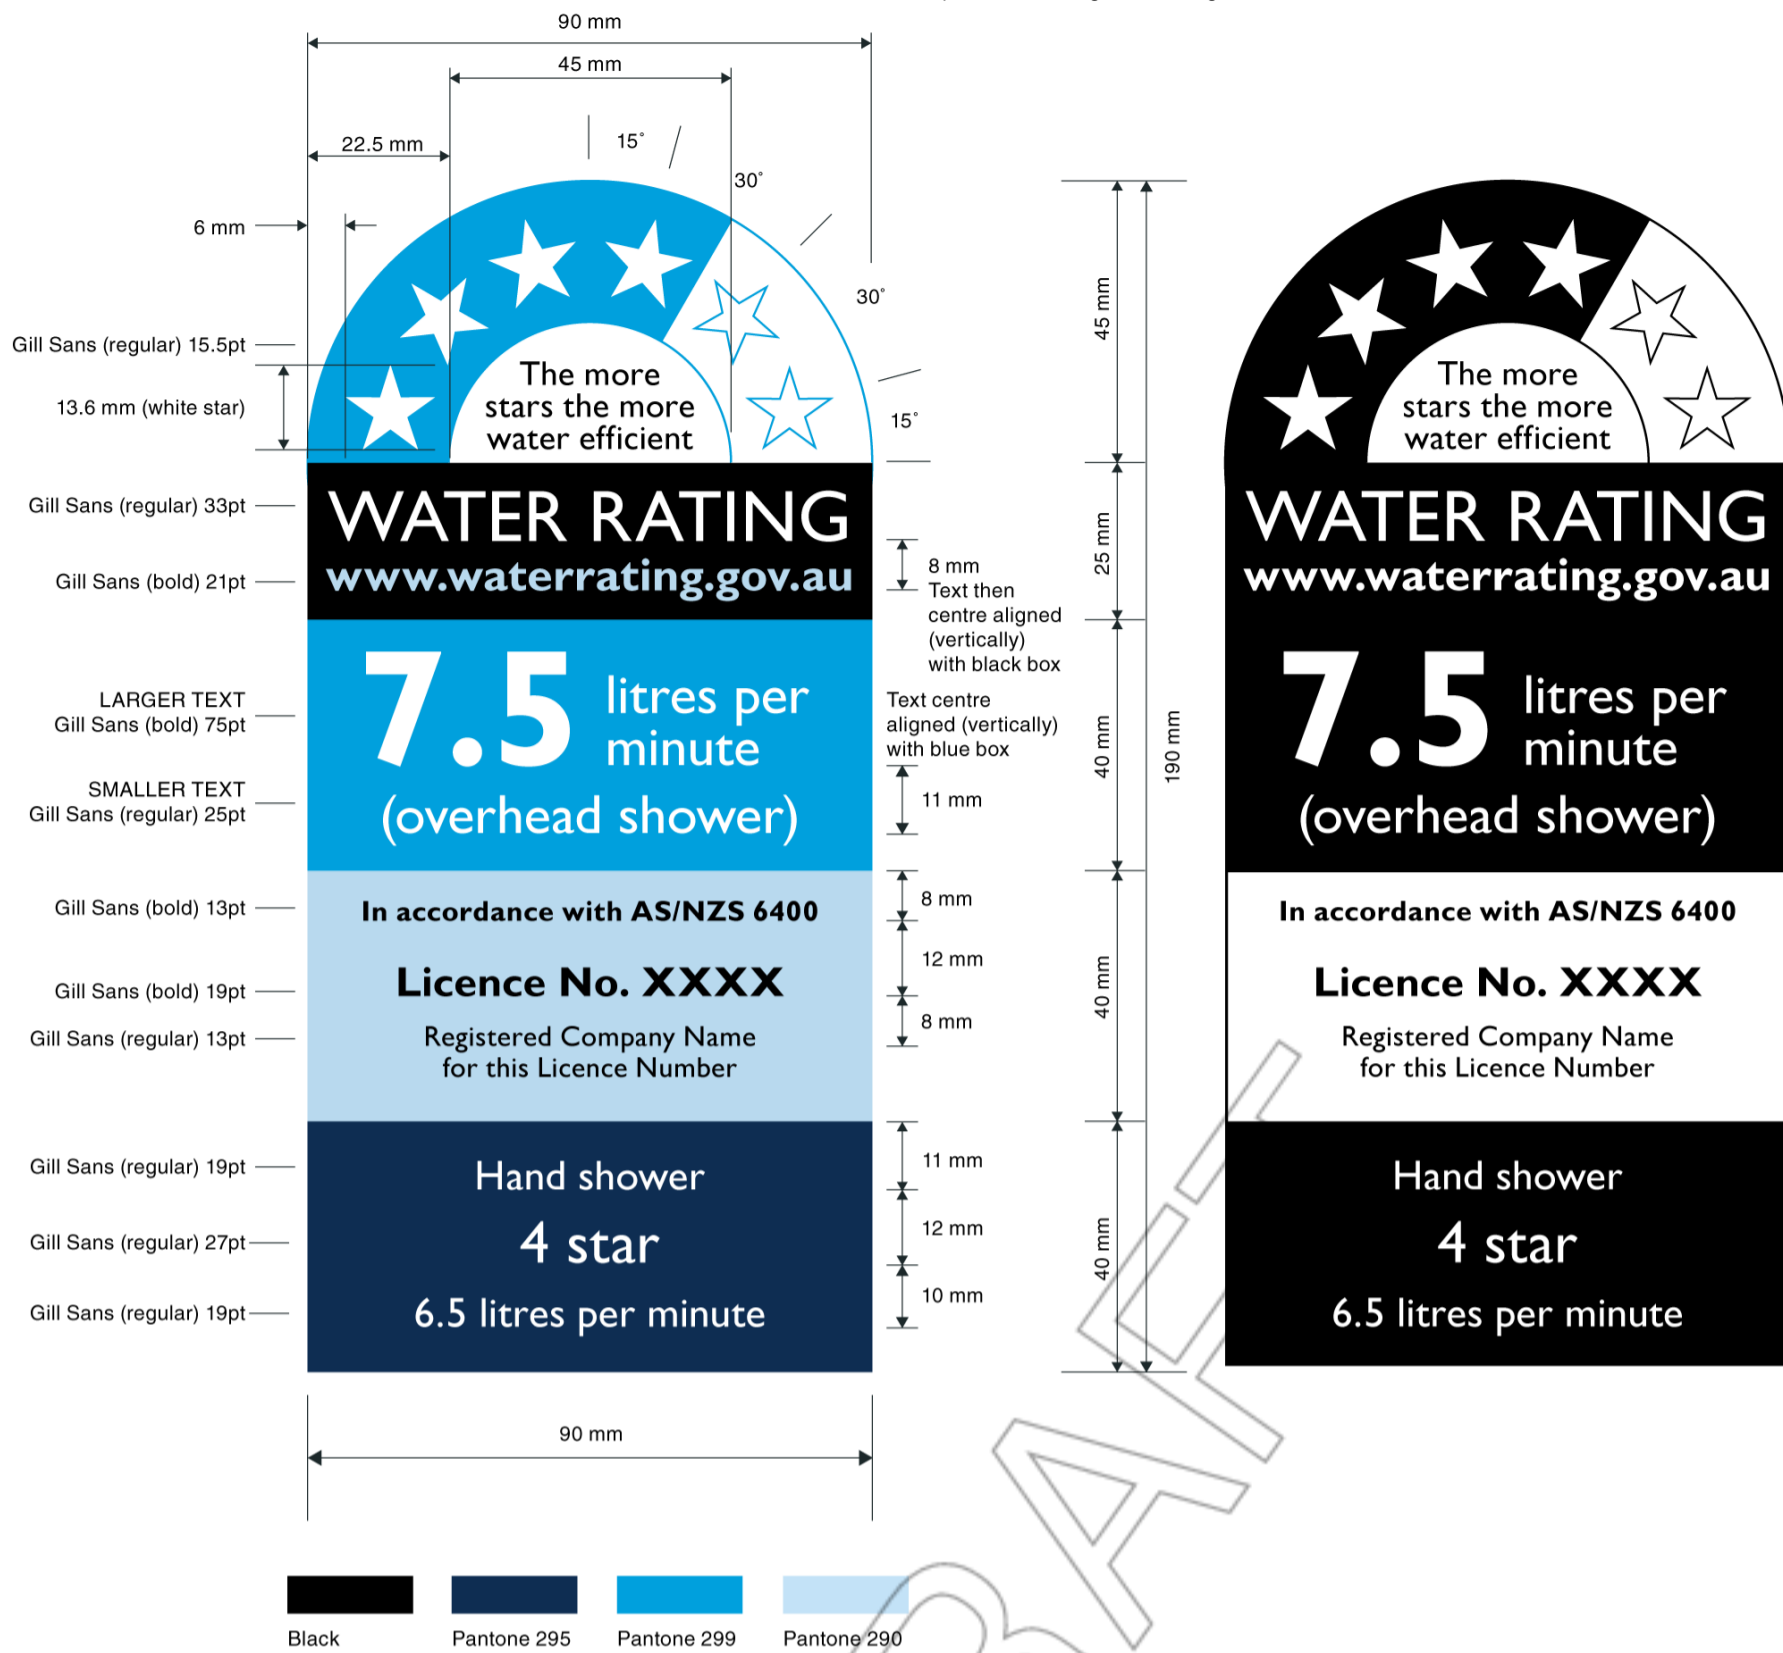 90 mm
45 mm
22.5 mm
15°
30°
6 mm
30°
Gill Sans (regular) 15.5pt
13.6 mm (white star)
15°
The more
stars the more
water efficient
Gill Sans (regular) 33pt
WATER RATING
Gill Sans (bold) 21pt
www.waterrating.gov.au
8 mm
Text then
centre aligned
(vertically)
with black box
LARGER TEXT
Gill Sans (bold) 75pt
7.5 litres per
minute
Text centre
aligned (vertically)
with blue box
SMALLER TEXT
Gill Sans (regular) 25pt
(overhead shower)
11 mm
Gill Sans (bold) 13pt
In accordance with AS/NZS 6400
8 mm
12 mm
Gill Sans (bold) 19pt
Licence No. XXXX
8 mm
Gill Sans (regular) 13pt
Registered Company Name
for this Licence Number
Gill Sans (regular) 19pt
Hand shower
11 mm
Gill Sans (regular) 27pt
4 star
12 mm
Gill Sans (regular) 19pt
6.5 litres per minute
10 mm
90 mm
45 mm
25 mm
40 mm
190 mm
40 mm
40 mm
The more
stars the more
water efficient
WATER RATING
www.waterrating.gov.au
7.5 litres per
minute
(overhead shower)
In accordance with AS/NZS 6400
Licence No. XXXX
Registered Company Name
for this Licence Number
Hand shower
4 star
6.5 litres per minute
Black
Pantone 295
Pantone 299
Pantone 290